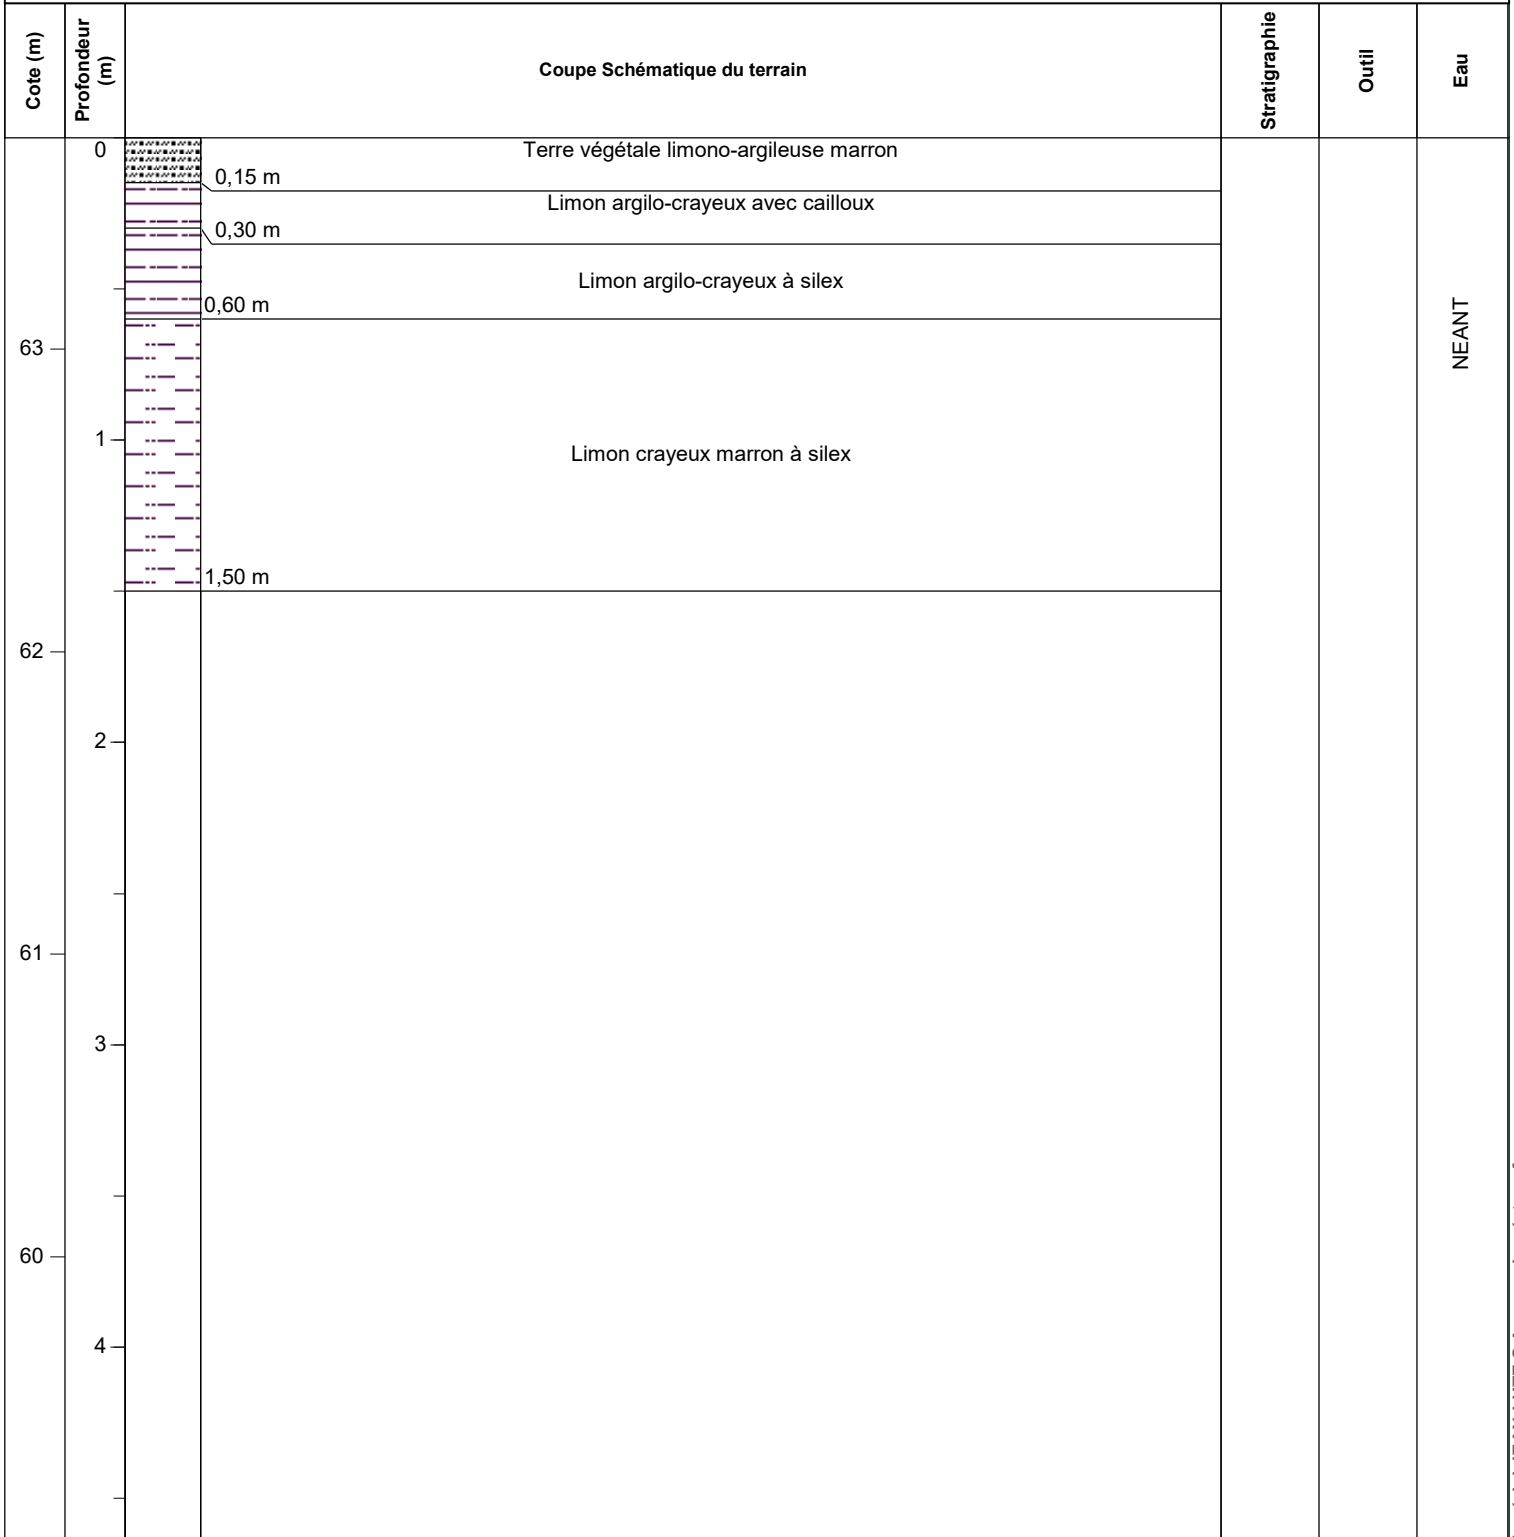 Cote (m)
Profondeur
(m)
Coupe Schématique du terrain
Stratigraphie
Outil
Eau
0
Terre végétale limono-argileuse marron
0,15 m
Limon argilo-crayeux avec cailloux
0,30 m
Limon argilo-crayeux à silex
0,60 m
63
NEANT
1
Limon crayeux marron à silex
1,50 m
62
2
61
3
60
4